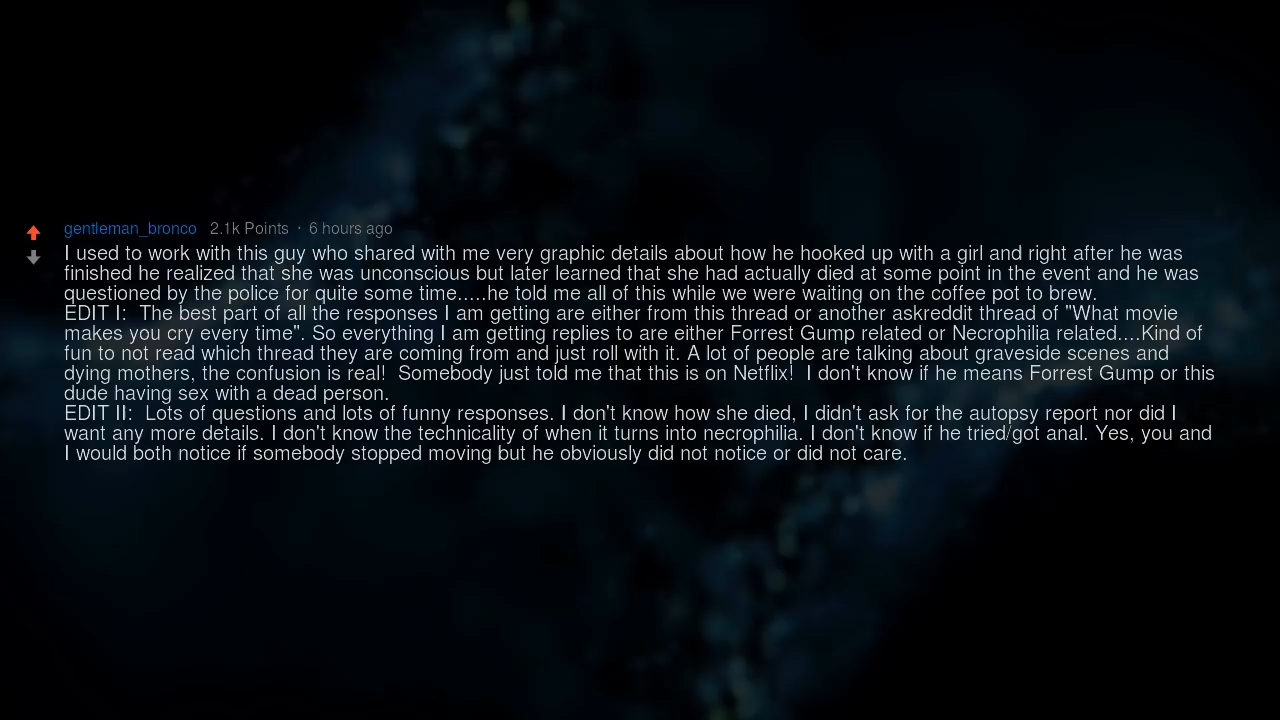 gentleman_bronco 2.1k Points · 6 hours ago
I used to work with this guy who shared with me very graphic details about how he hooked up with a girl and right after he was
finished he realized that she was unconscious but later learned that she had actually died at some point in the event and he was
questioned by the police for quite some time.....he told me all of this while we were waiting on the coffee pot to brew.
EDIT I:  The best part of all the responses I am getting are either from this thread or another askreddit thread of "What movie
makes you cry every time". So everything I am getting replies to are either Forrest Gump related or Necrophilia related....Kind of
fun to not read which thread they are coming from and just roll with it. A lot of people are talking about graveside scenes and
dying mothers, the confusion is real!  Somebody just told me that this is on Netflix!  I don't know if he means Forrest Gump or this
dude having sex with a dead person.
EDIT II:  Lots of questions and lots of funny responses. I don't know how she died, I didn't ask for the autopsy report nor did I
want any more details. I don't know the technicality of when it turns into necrophilia. I don't know if he tried/got anal. Yes, you and
I would both notice if somebody stopped moving but he obviously did not notice or did not care.